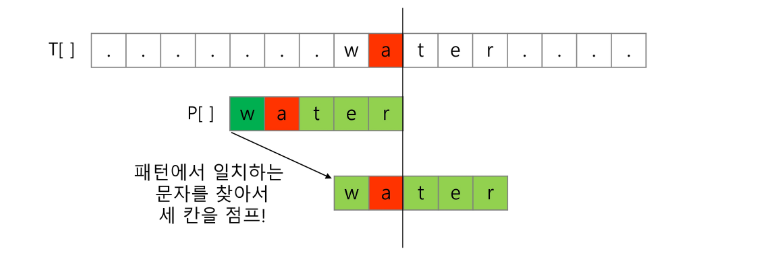 T[ ] . . . . . . . w a t e r . . . .
P[ ] w a t e r
패턴에서 일치하는
문자를 찾아서
세 칸을 점프!
w a t e r